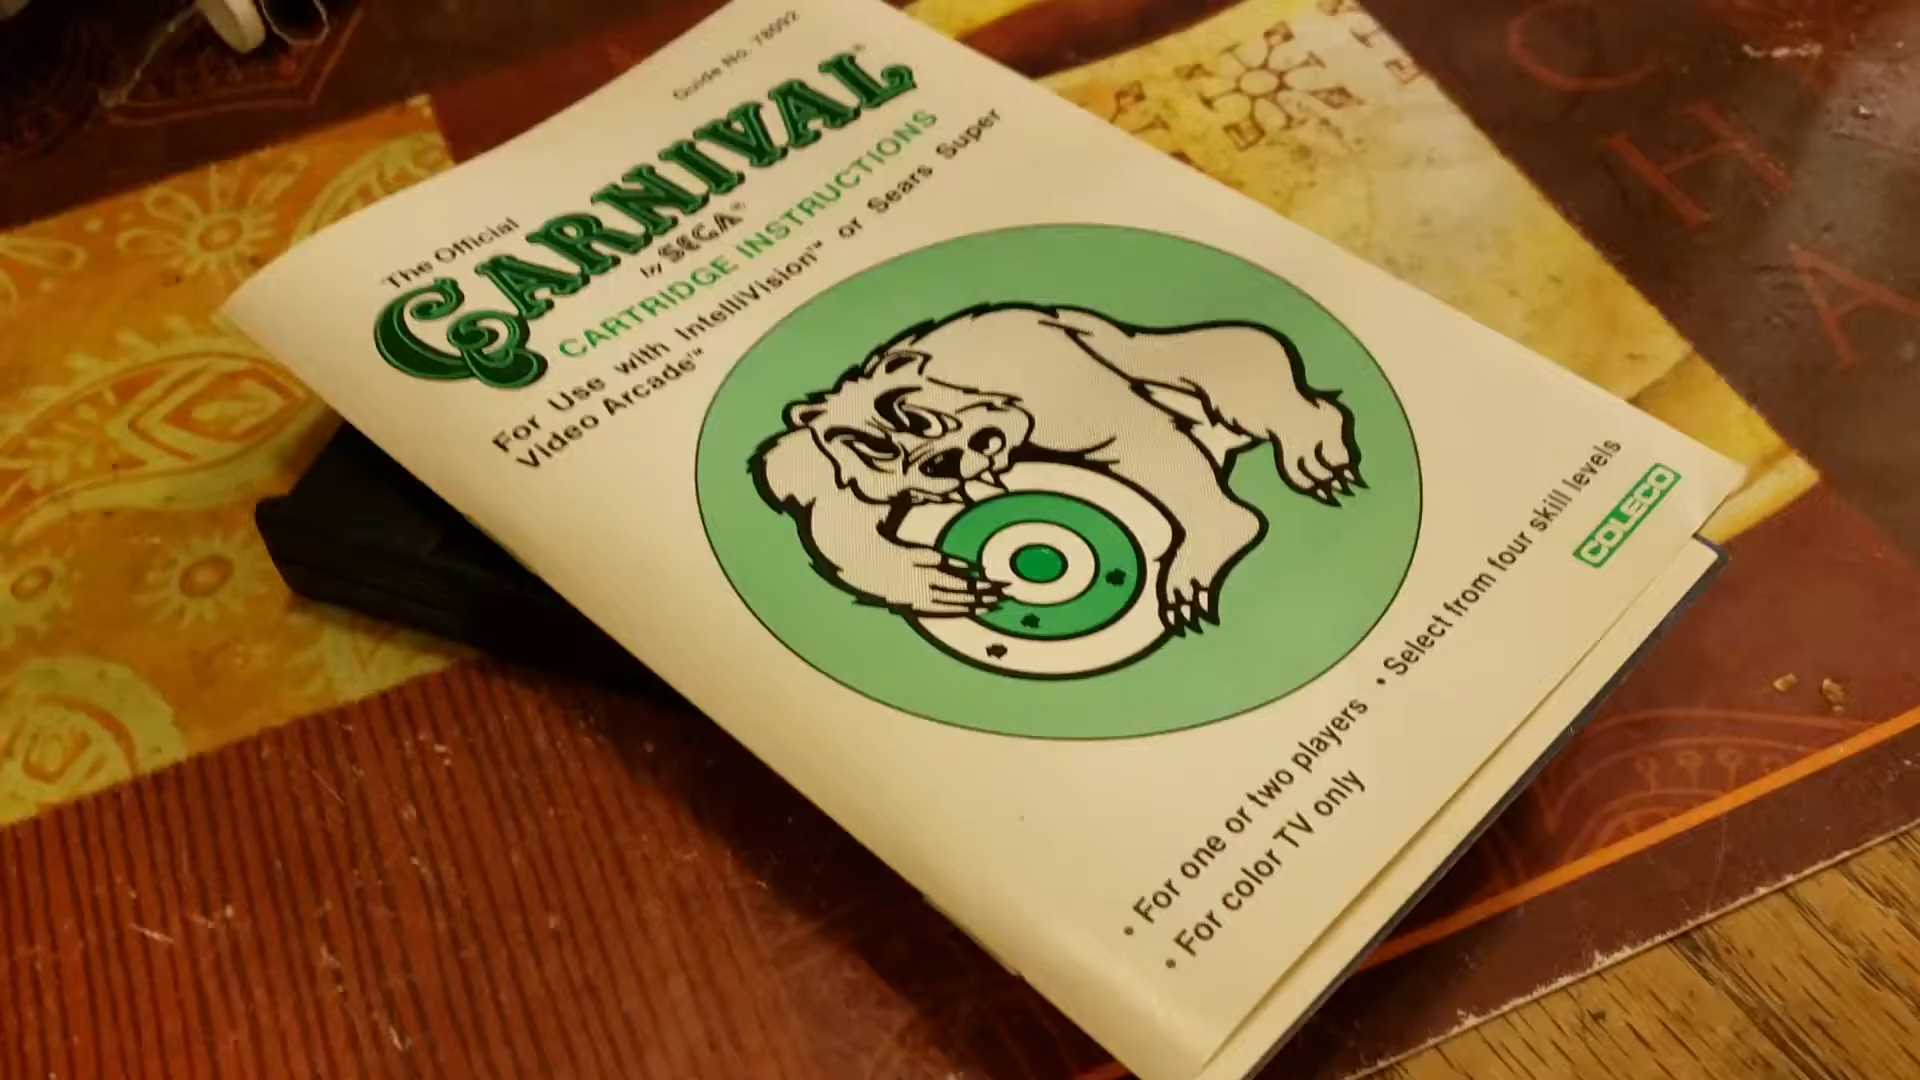 Guide No. 78092
The Official
CARNIVAL®
by SEGA®
CARTRIDGE INSTRUCTIONS
For Use with IntelliVision™ or Sears Super
Video Arcade™
• For one or two players • Select from four skill levels
• For color TV only
COLECO
C
H
A